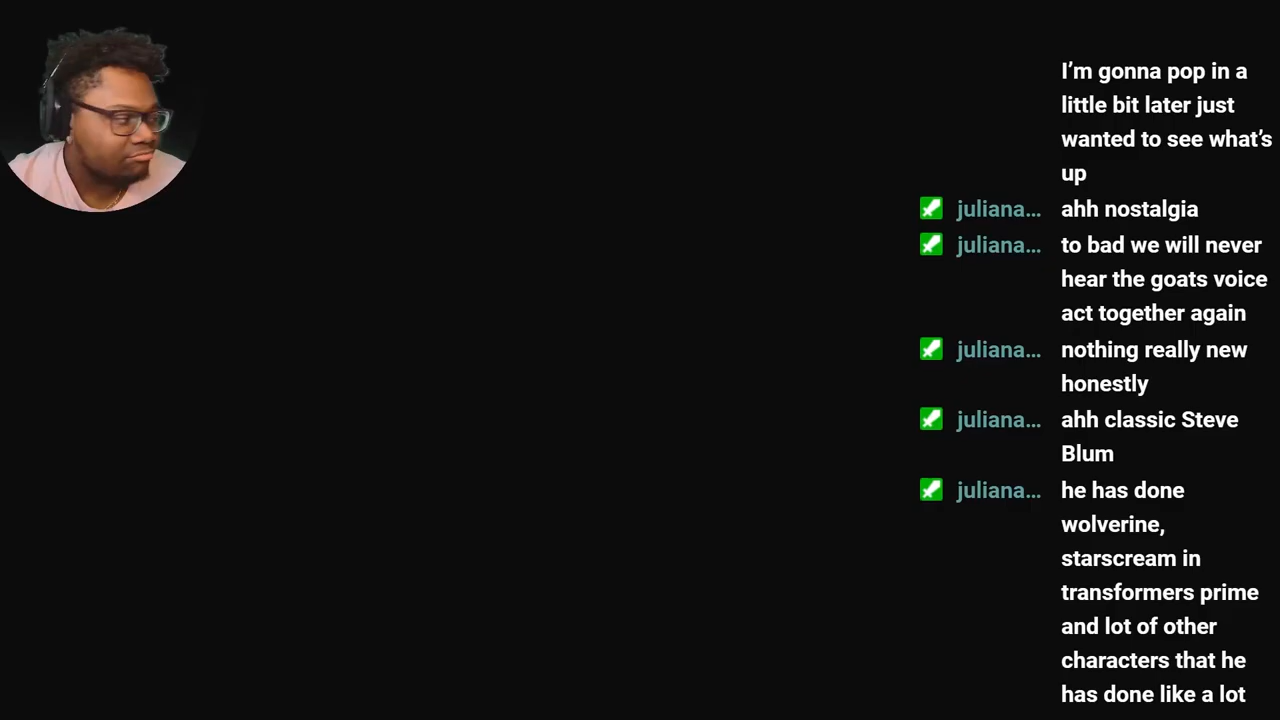 I’m gonna pop in a
little bit later just
wanted to see what’s
up
juliana... ahh nostalgia
juliana... to bad we will never
hear the goats voice
act together again
juliana... nothing really new
honestly
juliana... ahh classic Steve
Blum
juliana... he has done
wolverine,
starscream in
transformers prime
and lot of other
characters that he
has done like a lot